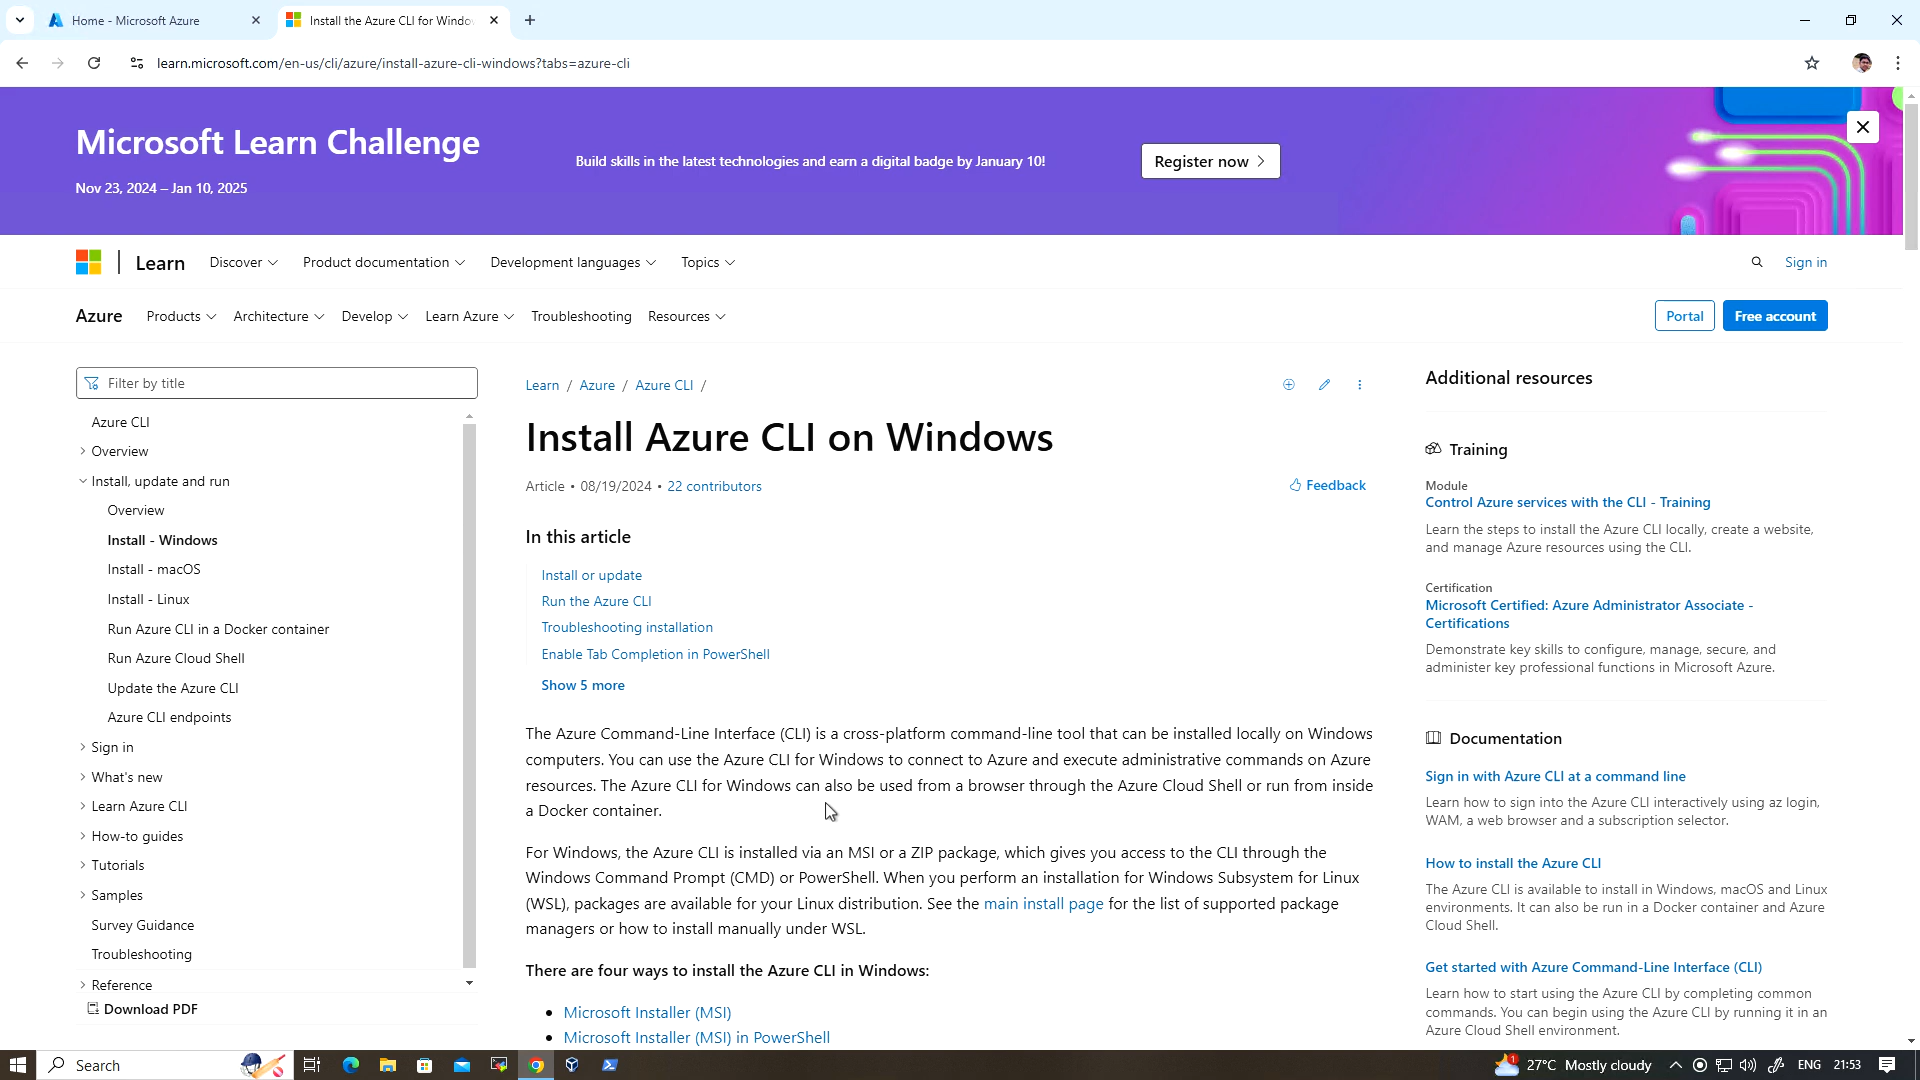 Home - Microsoft Azure
Install the Azure CLI for Windo
learn.microsoft.com/en-us/cli/azure/install-azure-cli-windows?tabs=azure-cli
Microsoft Learn Challenge
Nov 23, 2024 – Jan 10, 2025
Build skills in the latest technologies and earn a digital badge by January 10!
Register now
Learn Discover Product documentation Development languages Topics
Sign in
Azure Products Architecture Develop Learn Azure Troubleshooting Resources
Portal Free account
Filter by title
Azure CLI
Overview
Install, update and run
Overview
Install - Windows
Install - macOS
Install - Linux
Run Azure CLI in a Docker container
Run Azure Cloud Shell
Update the Azure CLI
Azure CLI endpoints
Sign in
What's new
Learn Azure CLI
How-to guides
Tutorials
Samples
Survey Guidance
Troubleshooting
Reference
Download PDF
Learn / Azure / Azure CLI /
Install Azure CLI on Windows
Article • 08/19/2024 • 22 contributors
Feedback
In this article
Install or update
Run the Azure CLI
Troubleshooting installation
Enable Tab Completion in PowerShell
Show 5 more
The Azure Command-Line Interface (CLI) is a cross-platform command-line tool that can be installed locally on Windows
computers. You can use the Azure CLI for Windows to connect to Azure and execute administrative commands on Azure
resources. The Azure CLI for Windows can also be used from a browser through the Azure Cloud Shell or run from inside
a Docker container.
For Windows, the Azure CLI is installed via an MSI or a ZIP package, which gives you access to the CLI through the
Windows Command Prompt (CMD) or PowerShell. When you perform an installation for Windows Subsystem for Linux
(WSL), packages are available for your Linux distribution. See the main install page for the list of supported package
managers or how to install manually under WSL.
There are four ways to install the Azure CLI in Windows:
• Microsoft Installer (MSI)
• Microsoft Installer (MSI) in PowerShell
Additional resources
Training
Module
Control Azure services with the CLI - Training
Learn the steps to install the Azure CLI locally, create a website,
and manage Azure resources using the CLI.
Certification
Microsoft Certified: Azure Administrator Associate -
Certifications
Demonstrate key skills to configure, manage, secure, and
administer key professional functions in Microsoft Azure.
Documentation
Sign in with Azure CLI at a command line
Learn how to sign into the Azure CLI interactively using az login,
WAM, a web browser and a subscription selector.
How to install the Azure CLI
The Azure CLI is available to install in Windows, macOS and Linux
environments. It can also be run in a Docker container and Azure
Cloud Shell.
Get started with Azure Command-Line Interface (CLI)
Learn how to start using the Azure CLI by completing common
commands. You can begin using the Azure CLI by running it in an
Azure Cloud Shell environment.
Search
1
27°C Mostly cloudy
ENG
21:53